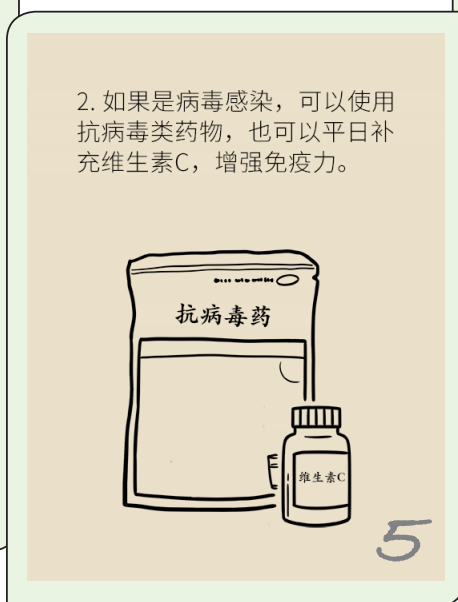 2. 如果是病毒感染，可以使用
抗病毒类药物，也可以平日补
充维生素C，增强免疫力。
抗病毒药
维生素C
5